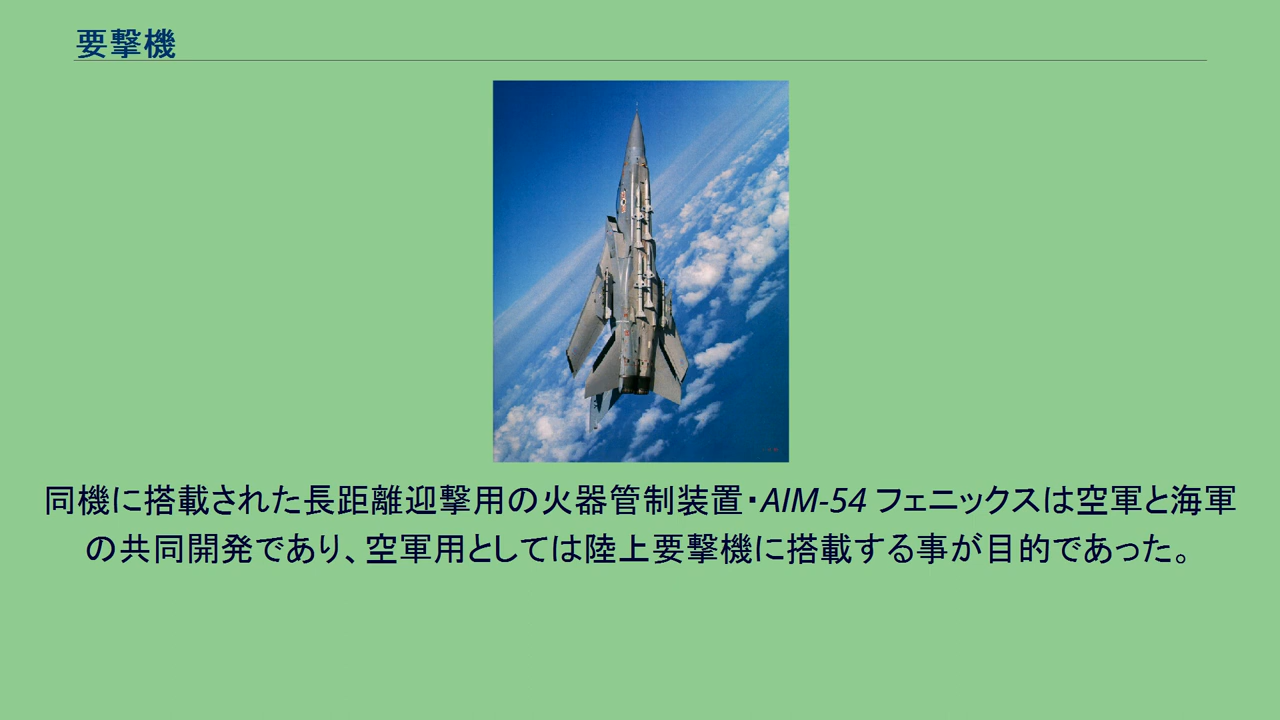 要撃機
同機に搭載された長距離迎撃用の火器管制装置・AIM-54 フェニックスは空軍と海軍
の共同開発であり、空軍用としては陸上要撃機に搭載する事が目的であった。